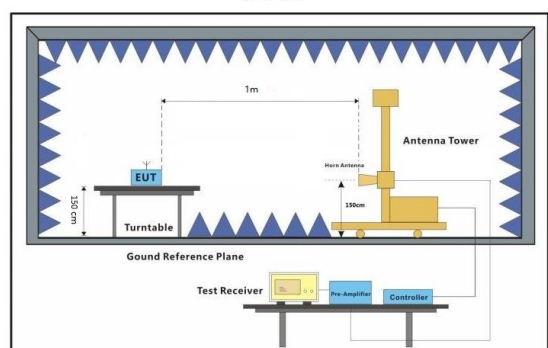 1m
Antenna Tower
Horn Antenna
EUT
150 cm
150cm
Turntable
Gound Reference Plane
Test Receiver
Pre-Amplifier
Controller